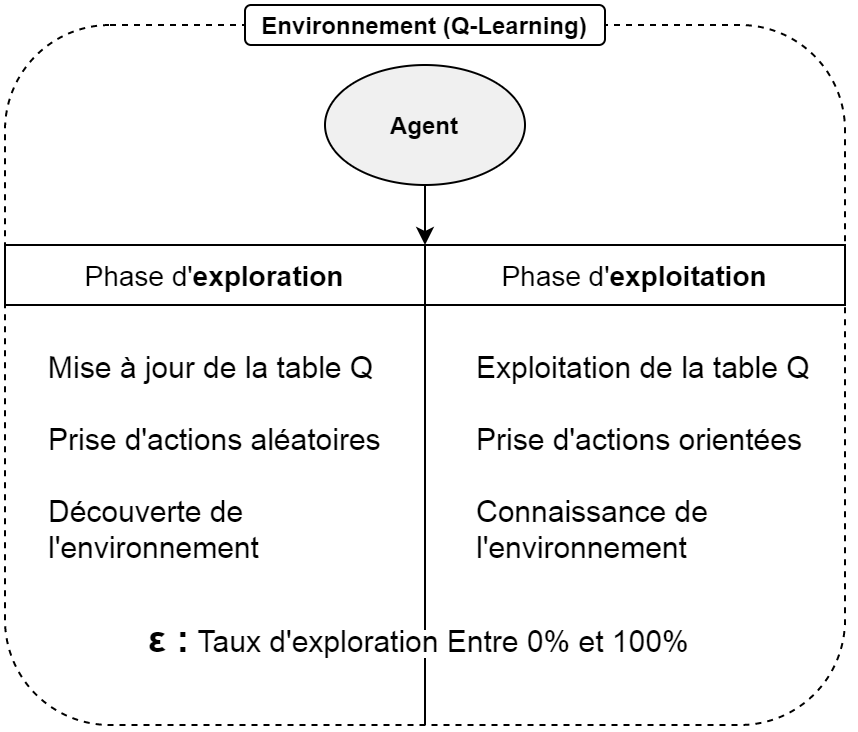 Environnement (Q-Learning)
Agent
Phase d'exploration
Phase d'exploitation
Mise à jour de la table Q
Exploitation de la table Q
Prise d'actions aléatoires
Prise d'actions orientées
Découverte de
l'environnement
Connaissance de
l'environnement
ε : Taux d'exploration Entre 0% et 100%